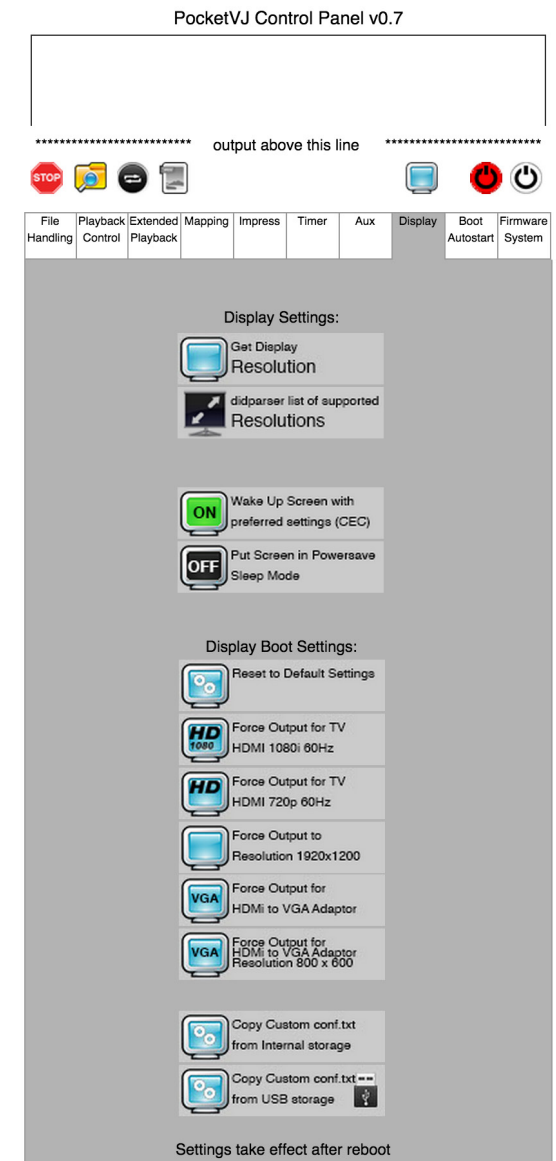 PocketVJ Control Panel v0.7
************************** output above this line **************************
STOP
File Handling
Playback Control
Extended Playback
Mapping
Impress
Timer
Aux
Display
Boot Autostart
Firmware System
Display Settings:
Get Display
Resolution
didparser list of supported
Resolutions
ON
Wake Up Screen with
preferred settings (CEC)
OFF
Put Screen in Powersave
Sleep Mode
Display Boot Settings:
Reset to Default Settings
HD
1080
Force Output for TV
HDMI 1080i 60Hz
HD
Force Output for TV
HDMI 720p 60Hz
Force Output to
Resolution 1920x1200
VGA
Force Output for
HDMi to VGA Adaptor
VGA
Force Output for
HDMi to VGA Adaptor
Resolution 800 x 600
Copy Custom conf.txt
from Internal storage
Copy Custom conf.txt
from USB storage
Settings take effect after reboot